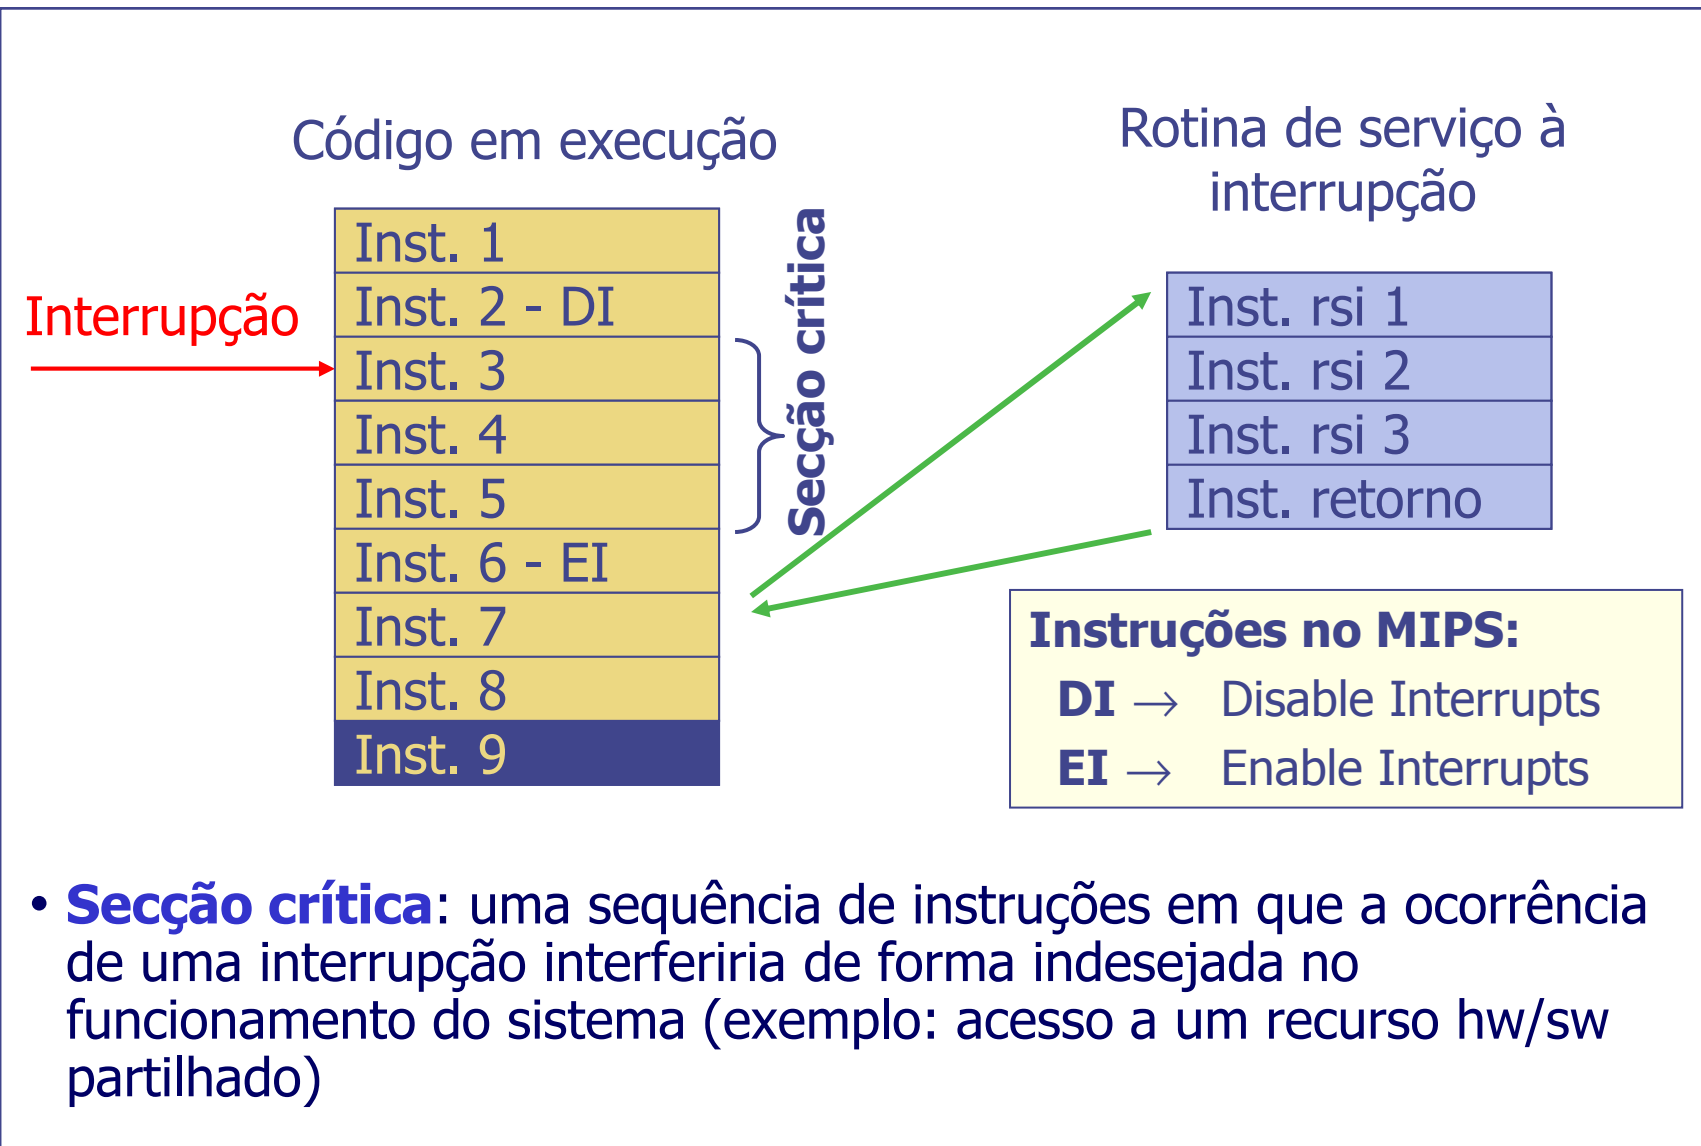 Código em execução
Rotina de serviço à
interrupção
Interrupção
Inst. 1
Inst. 2 - DI
Inst. 3
Inst. 4
Inst. 5
Inst. 6 - EI
Inst. 7
Inst. 8
Inst. 9
Secção crítica
Inst. rsi 1
Inst. rsi 2
Inst. rsi 3
Inst. retorno
Instruções no MIPS:
DI → Disable Interrupts
EI → Enable Interrupts
• Secção crítica: uma sequência de instruções em que a ocorrência
de uma interrupção interferiria de forma indesejada no
funcionamento do sistema (exemplo: acesso a um recurso hw/sw
partilhado)